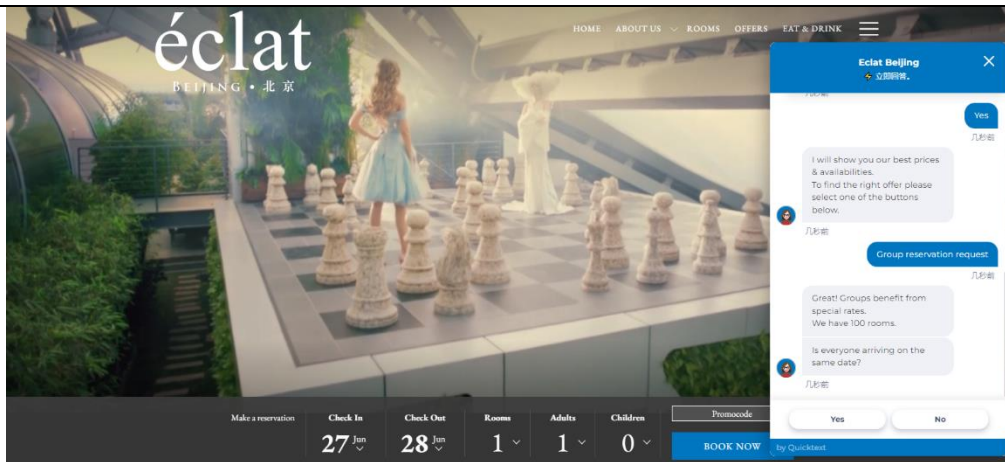 éclat
BEIJING • 北京
HOME ABOUT US ROOMS OFFERS EAT & DRINK
Eclat Beijing
立即回答。
Yes
几秒前
I will show you our best prices
& availabilities.
To find the right offer please
select one of the buttons
below.
几秒前
Group reservation request
几秒前
Great! Groups benefit from
special rates.
We have 100 rooms.
Is everyone arriving on the
same date?
几秒前
Yes No
by Quicktext
Make a reservation
Check In Check Out Rooms Adults Children
27 Jun 28 Jun 1 1 0
Promocode
BOOK NOW